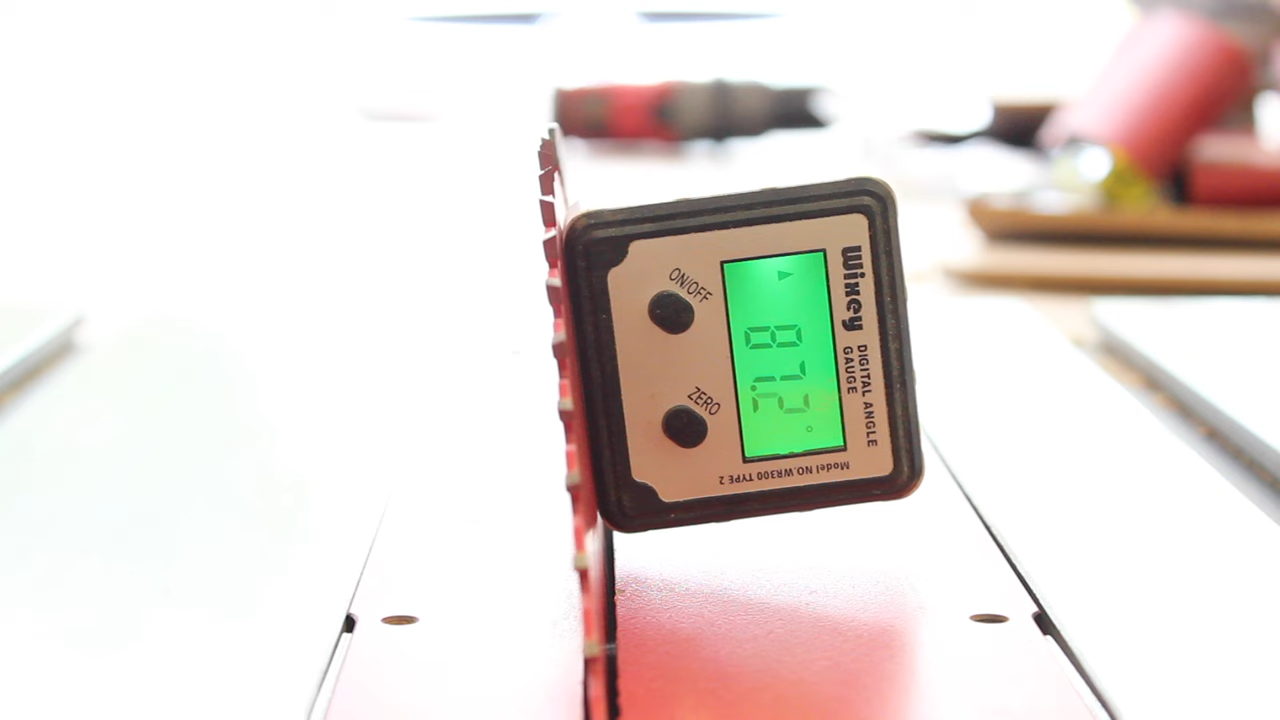 Wixey
DIGITAL ANGLE
GAUGE
87.2°
ON/OFF
ZERO
Model NO.WR300 TYPE 2